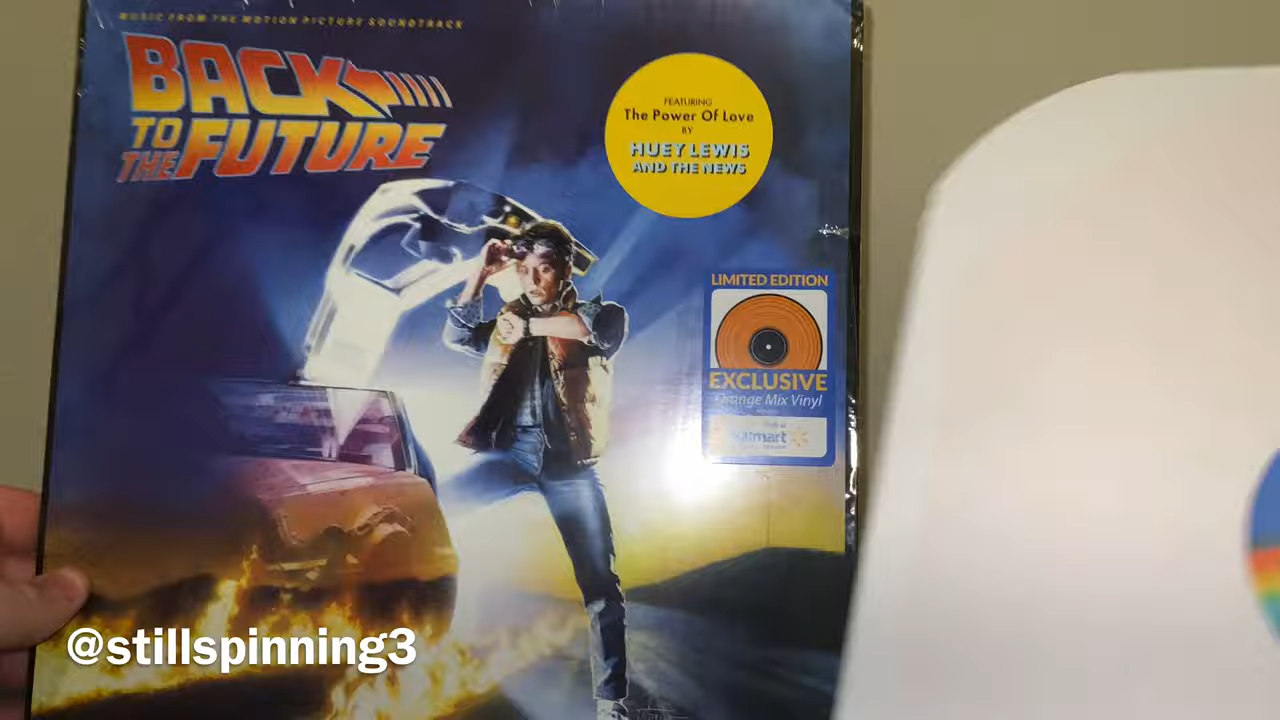 MUSIC FROM THE MOTION PICTURE SOUNDTRACK
BACK
TO
THE FUTURE
FEATURING
The Power Of Love
BY
HUEY LEWIS
AND THE NEWS
LIMITED EDITION
EXCLUSIVE
Orange Mix Vinyl
Walmart
@stillspinning3